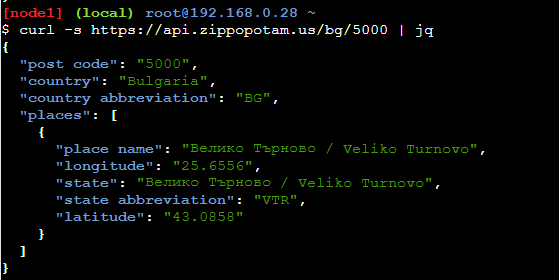 [node1] (local) root@192.168.0.28 ~
$ curl -s https://api.zippopotam.us/bg/5000 | jq
{
  "post code": "5000",
  "country": "Bulgaria",
  "country abbreviation": "BG",
  "places": [
    {
      "place name": "Велико Търново / Veliko Turnovo",
      "longitude": "25.6556",
      "state": "Велико Търново / Veliko Turnovo",
      "state abbreviation": "VTR",
      "latitude": "43.0858"
    }
  ]
}